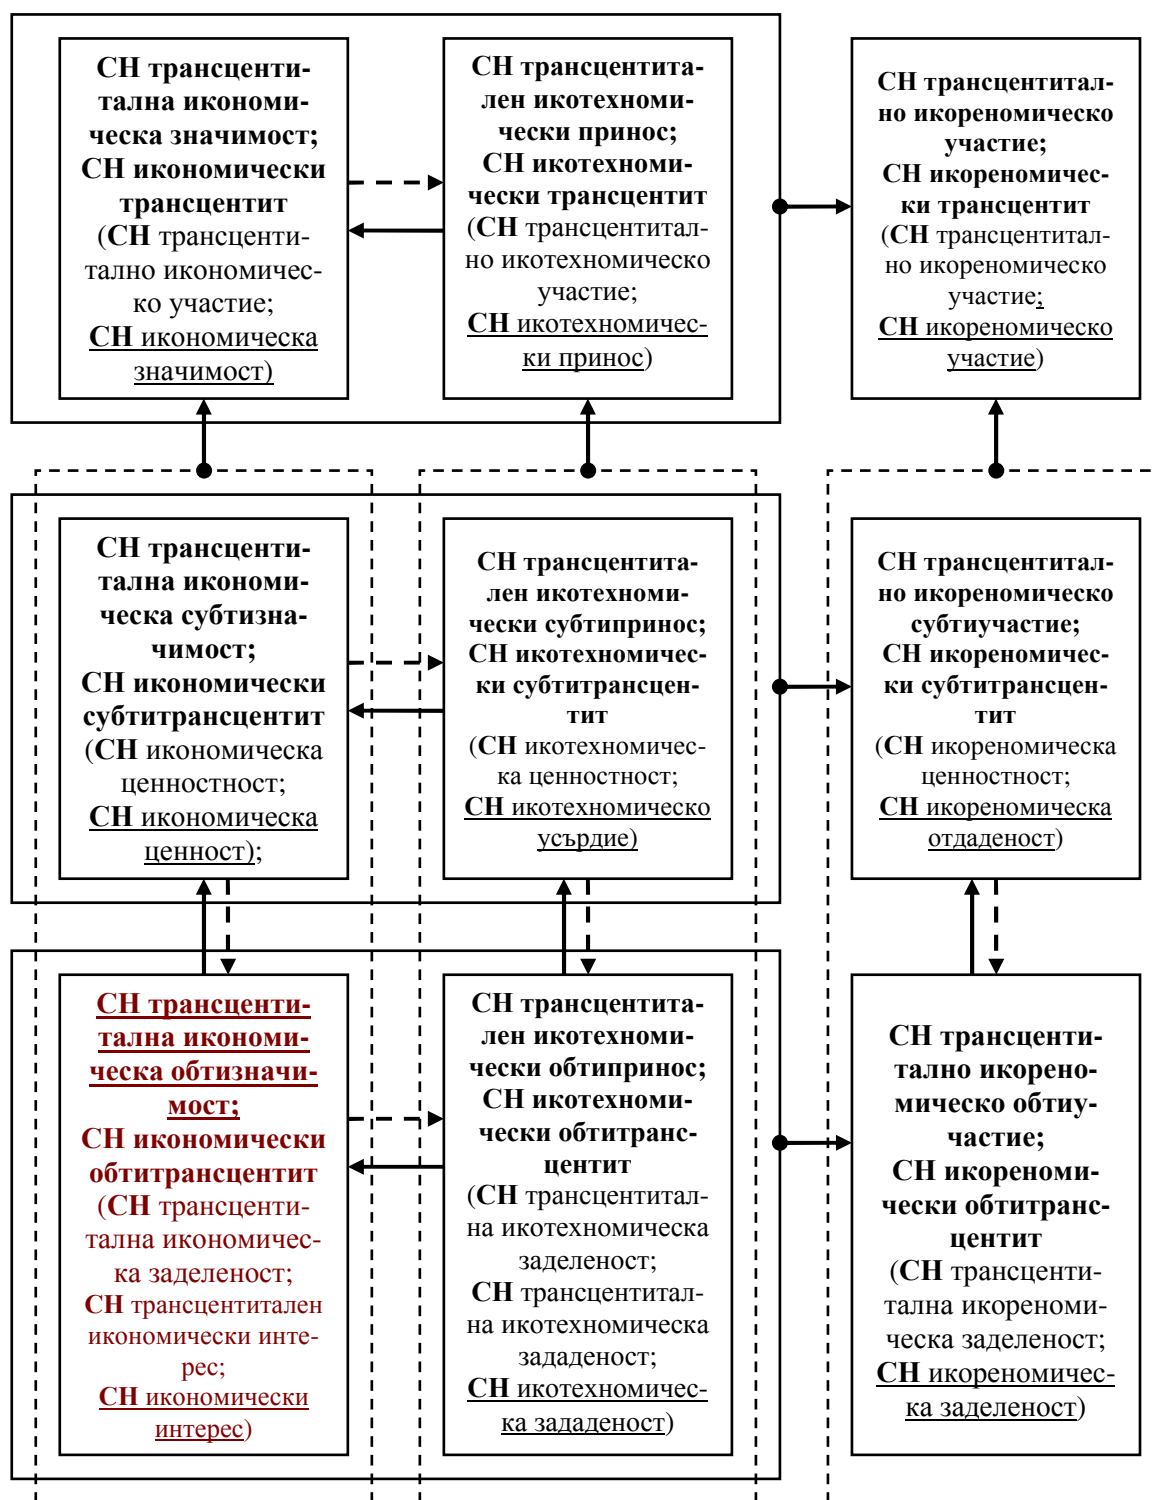 СН трансценти-
тална икономи-
ческа значимост;
СН икономически
трансцентит
(СН трансценти-
тално икономичес-
ко участие;
СН икономическа
значимост)
СН трансцентита-
лен икотехноми-
чески принос;
СН икотехноми-
чески трансцентит
(СН трансцентитал-
но икотехномическо
участие;
СН икотехномичес-
ки принос)
СН трансцентитал-
но икореномическо
участие;
СН икореномичес-
ки трансцентит
(СН трансцентитал-
но икореномическо
участие;
СН икореномическо
участие)
СН трансценти-
тална икономи-
ческа субтизна-
чимост;
СН икономически
субтитрансцентит
(СН икономическа
ценностност;
СН икономическа
ценност);
СН трансцентита-
лен икотехноми-
чески субтипринос;
СН икотехномичес-
ки субтитрансцен-
тит
(СН икотехномичес-
ка ценностност;
СН икотехномическо
усърдие)
СН трансцентитал-
но икореномическо
субтиучастие;
СН икореномичес-
ки субтитрансцен-
тит
(СН икореномическа
ценностност;
СН икореномическа
отдаденост)
СН трансценти-
тална икономи-
ческа обтизначи-
мост;
СН икономически
обтитрансцентит
(СН трансценти-
тална икономичес-
ка заделеност;
СН трансцентитален
икономически инте-
рес;
СН икономически
интерес)
СН трансцентита-
лен икотехноми-
чески обтипринос;
СН икотехноми-
чески обтитранс-
центит
(СН трансцентитал-
на икотехномическа
заделеност;
СН трансцентитал-
на икотехномическа
зададеност;
СН икотехномичес-
ка зададеност)
СН трансценти-
тално икорено-
мическо обтиу-
частие;
СН икореноми-
чески обтитранс-
центит
(СН трансценти-
тална икореноми-
ческа заделеност;
СН икореномичес-
ка заделеност)